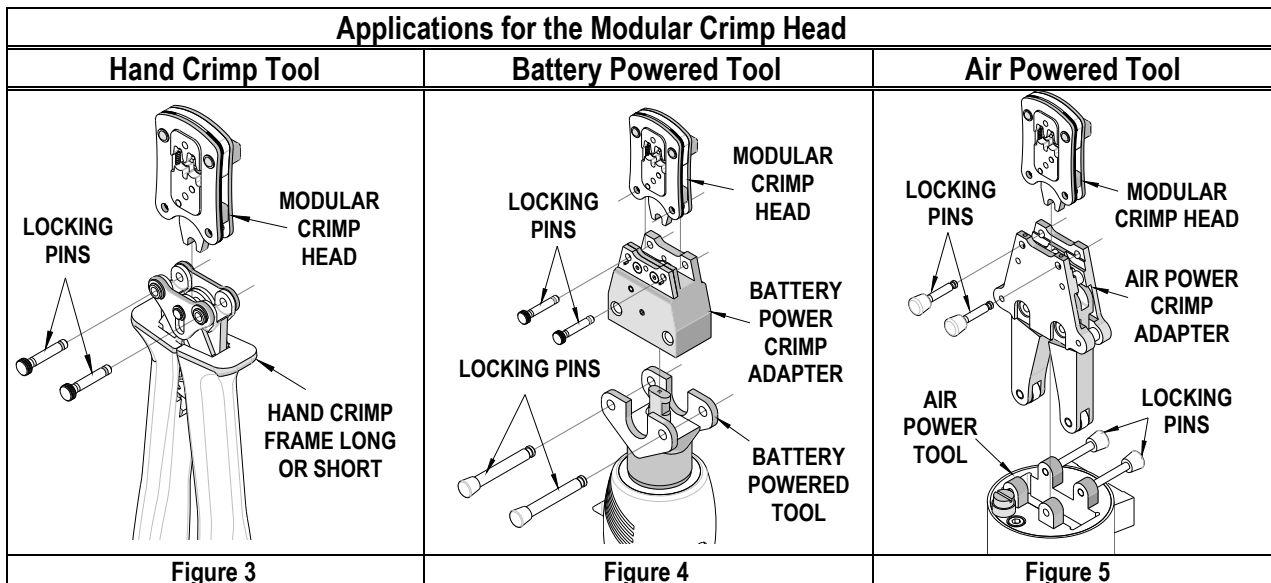 Applications for the Modular Crimp Head
Hand Crimp Tool
Battery Powered Tool
Air Powered Tool
LOCKING
PINS
MODULAR
CRIMP
HEAD
HAND CRIMP
FRAME LONG
OR SHORT
LOCKING
PINS
MODULAR
CRIMP
HEAD
BATTERY
POWER
CRIMP
ADAPTER
LOCKING PINS
BATTERY
POWERED
TOOL
LOCKING
PINS
MODULAR
CRIMP HEAD
AIR POWER
CRIMP
ADAPTER
AIR
POWER
TOOL
LOCKING
PINS
Figure 3
Figure 4
Figure 5